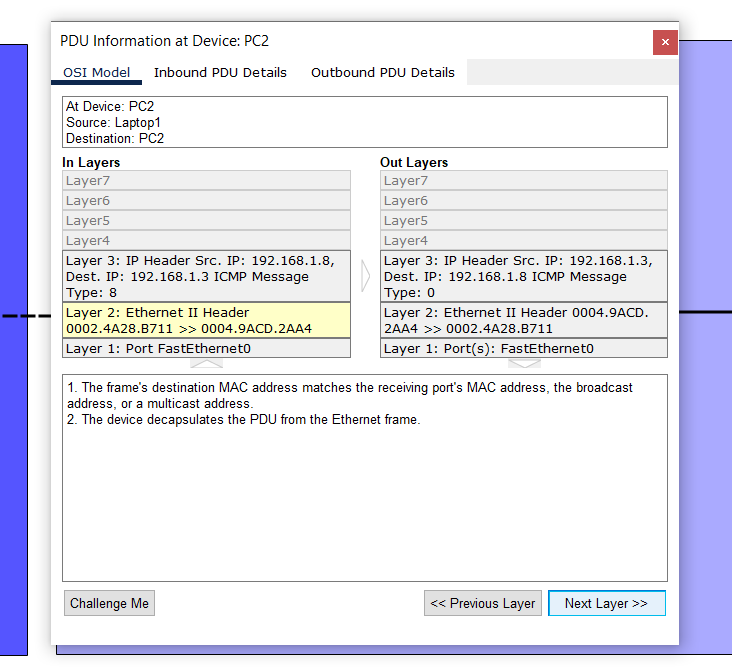 PDU Information at Device: PC2
×
OSI Model
Inbound PDU Details
Outbound PDU Details
At Device: PC2
Source: Laptop1
Destination: PC2
In Layers
Layer7
Layer6
Layer5
Layer4
Layer 3: IP Header Src. IP: 192.168.1.8,
Dest. IP: 192.168.1.3 ICMP Message
Type: 8
Layer 2: Ethernet II Header
0002.4A28.B711 >> 0004.9ACD.2AA4
Layer 1: Port FastEthernet0
Out Layers
Layer7
Layer6
Layer5
Layer4
Layer 3: IP Header Src. IP: 192.168.1.3,
Dest. IP: 192.168.1.8 ICMP Message
Type: 0
Layer 2: Ethernet II Header 0004.9ACD.
2AA4 >> 0002.4A28.B711
Layer 1: Port(s): FastEthernet0
1. The frame's destination MAC address matches the receiving port's MAC address, the broadcast
address, or a multicast address.
2. The device decapsulates the PDU from the Ethernet frame.
Challenge Me
<< Previous Layer
Next Layer >>